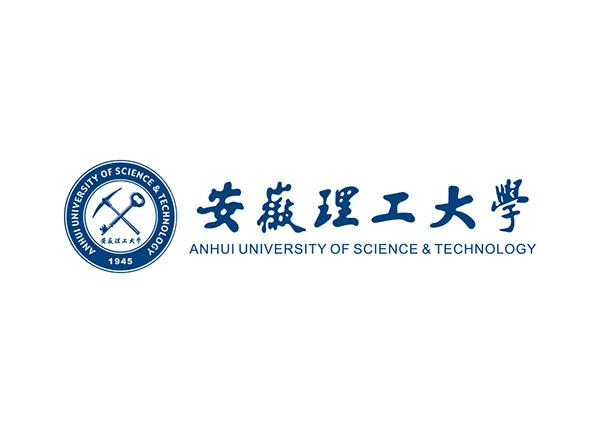 ANHUI UNIVERSITY OF SCIENCE & TECHNOLOGY
安徽理工大學
1945
安徽理工大學
ANHUI UNIVERSITY OF SCIENCE & TECHNOLOGY